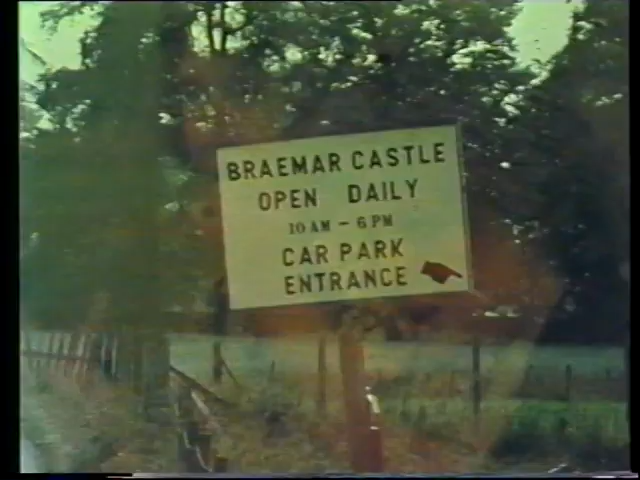 BRAEMAR CASTLE
OPEN DAILY
10 AM – 6 PM
CAR PARK
ENTRANCE